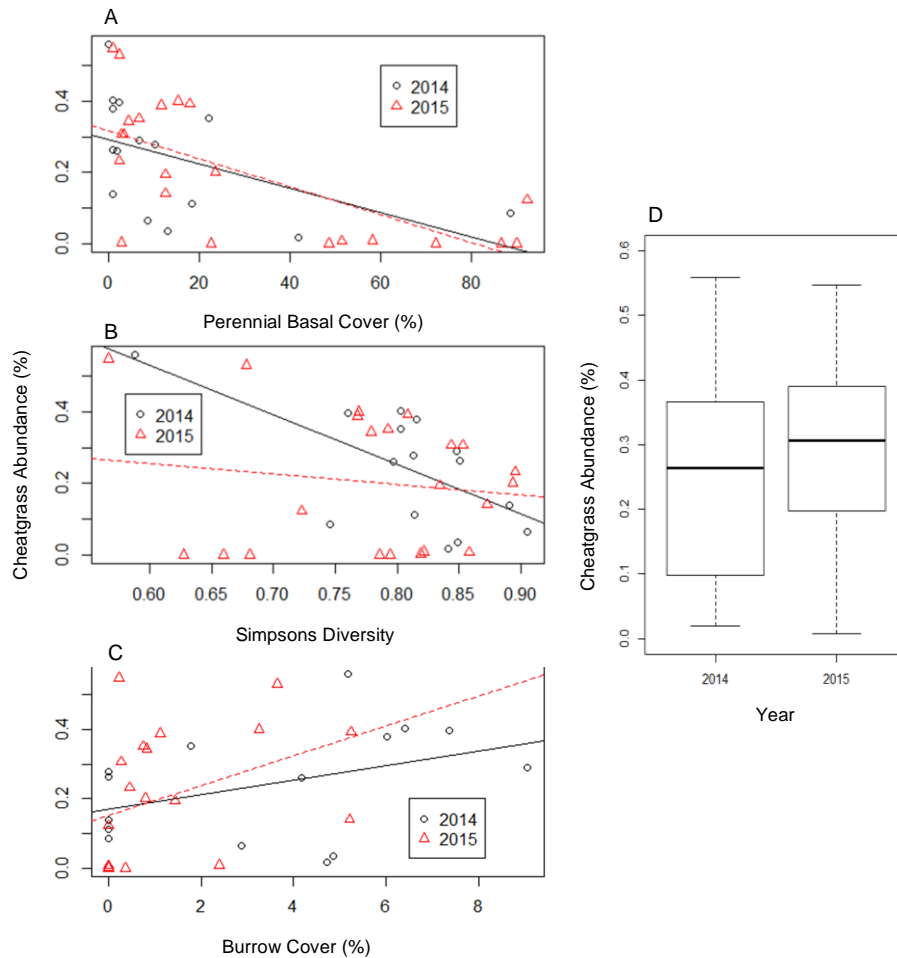 A
2014
2015
0.0 0.2 0.4
0 20 40 60 80
Perennial Basal Cover (%)
B
2014
2015
0.0 0.2 0.4
0.60 0.65 0.70 0.75 0.80 0.85 0.90
Simpsons Diversity
Cheatgrass Abundance (%)
C
2014
2015
0.0 0.2 0.4
0 2 4 6 8
Burrow Cover (%)
D
Cheatgrass Abundance (%)
0.0 0.1 0.2 0.3 0.4 0.5 0.6
2014 2015
Year